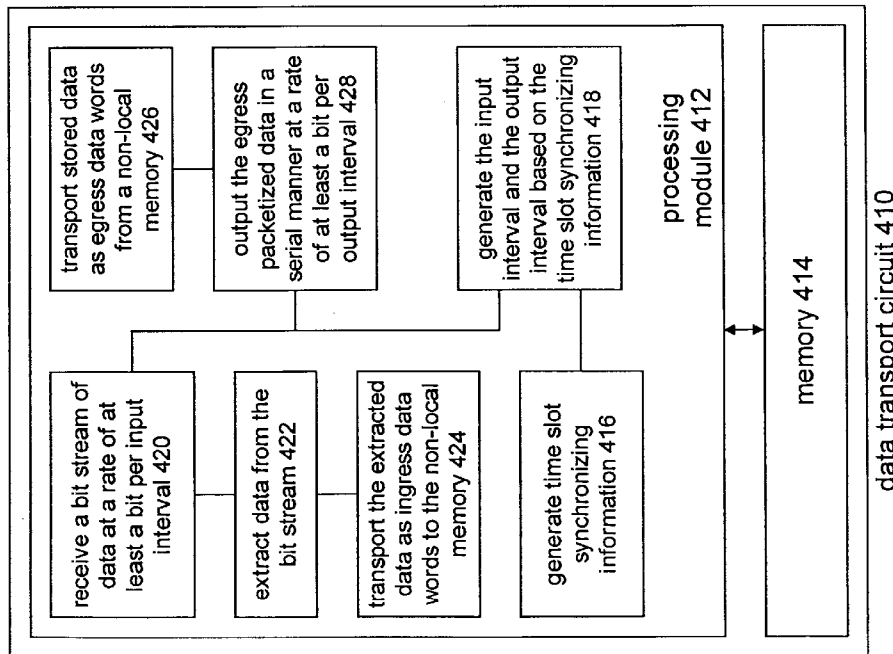 receive a bit stream of
data at a rate of at
least a bit per input
interval 420
extract data from the
bit stream 422
transport the extracted
data as ingress data
words to the non-local
memory 424
generate time slot
synchronizing
information 416
transport stored data
as egress data words
from a non-local
memory 426
output the egress
packetized data in a
serial manner at a rate
of at least a bit per
output interval 428
generate the input
interval and the output
interval based on the
time slot synchronizing
information 418
processing
module 412
memory 414
data transport circuit 410